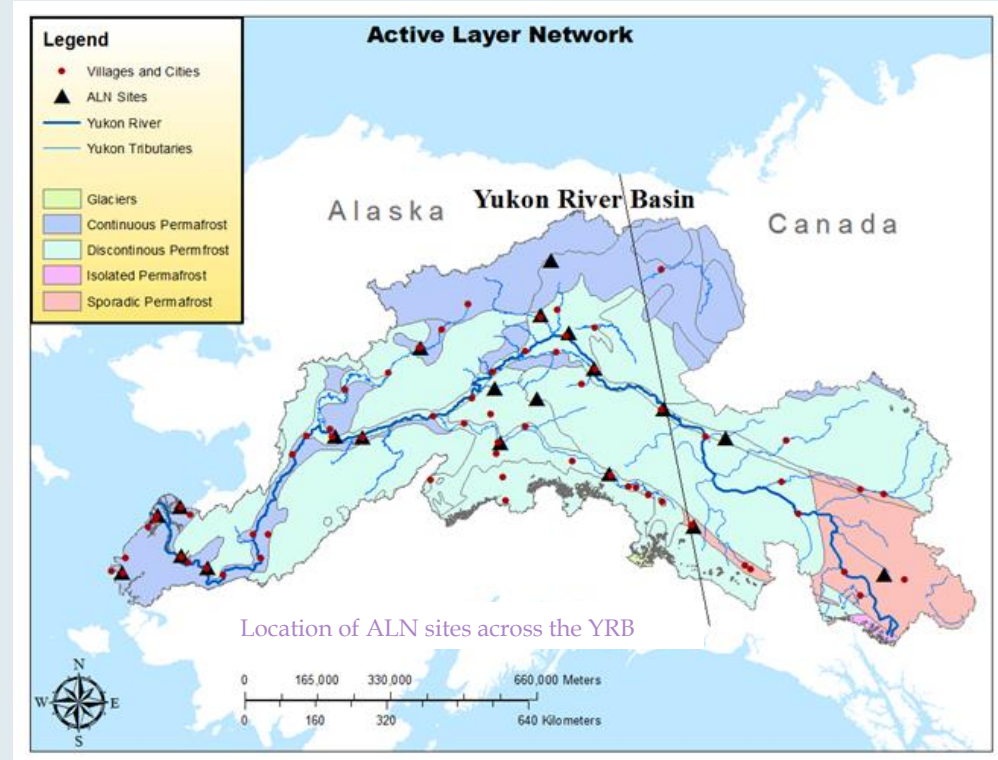 Active Layer Network
Legend
Villages and Cities
ALN Sites
Yukon River
Yukon Tributaries
Glaciers
Continuous Permafrost
Discontinous Permfrost
Isolated Permafrost
Sporadic Permafrost
Yukon River Basin
Alaska
Canada
Location of ALN sites across the YRB
0 165,000 330,000 660,000 Meters
0 160 320 640 Kilometers
N
W E
S